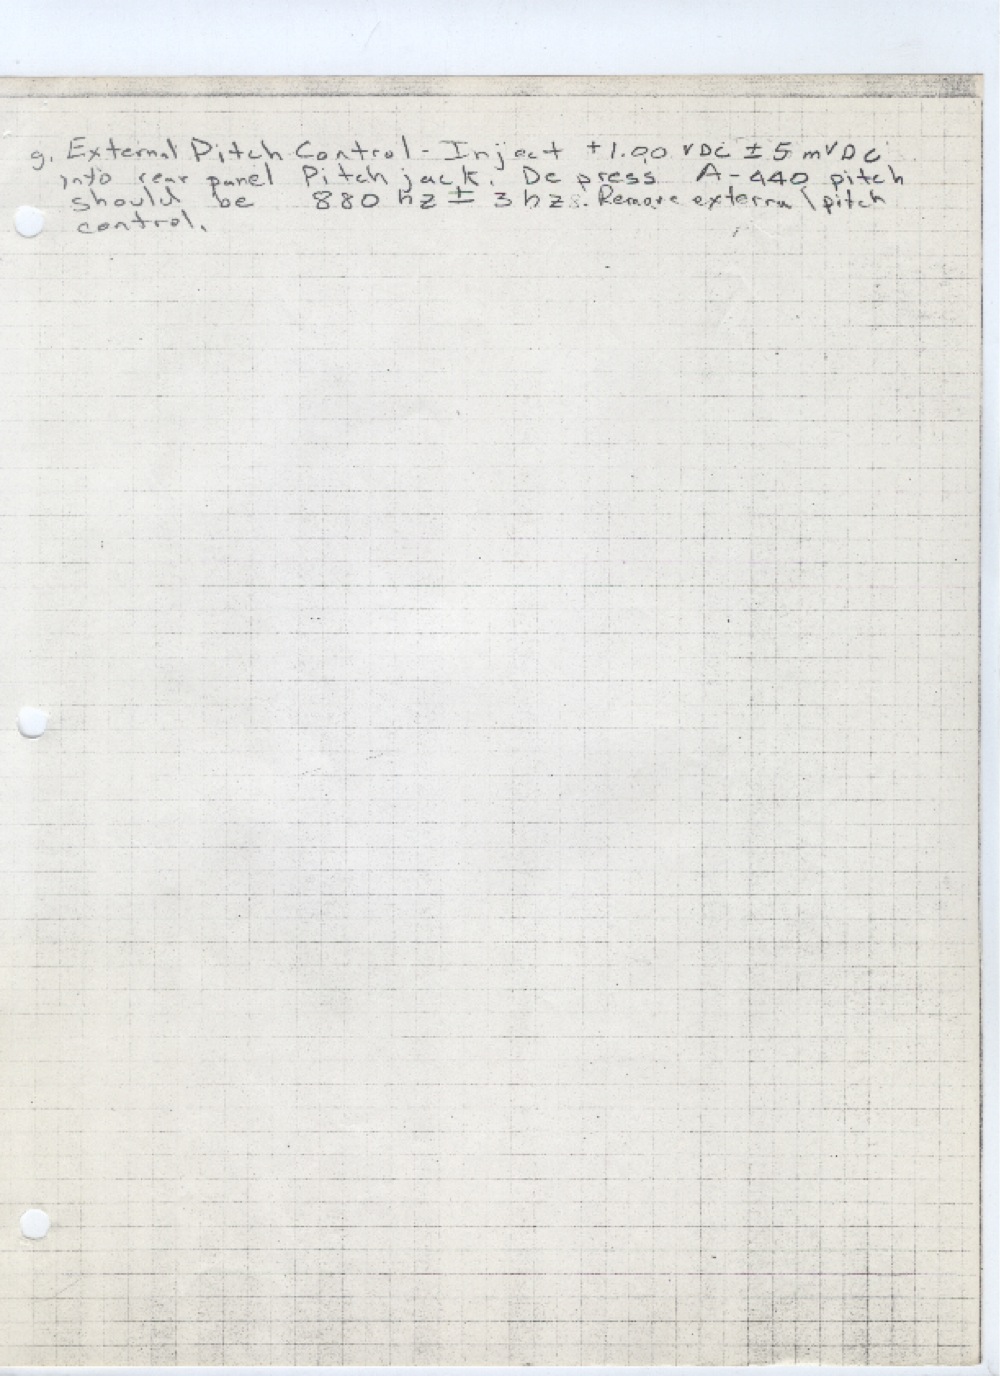 g. External Pitch Control - Inject +1.00 VDC ± 5 mVDC
into rear panel Pitch jack. Depress A-440 pitch
should be 880 hz ± 3 hz. Remove external pitch
control.